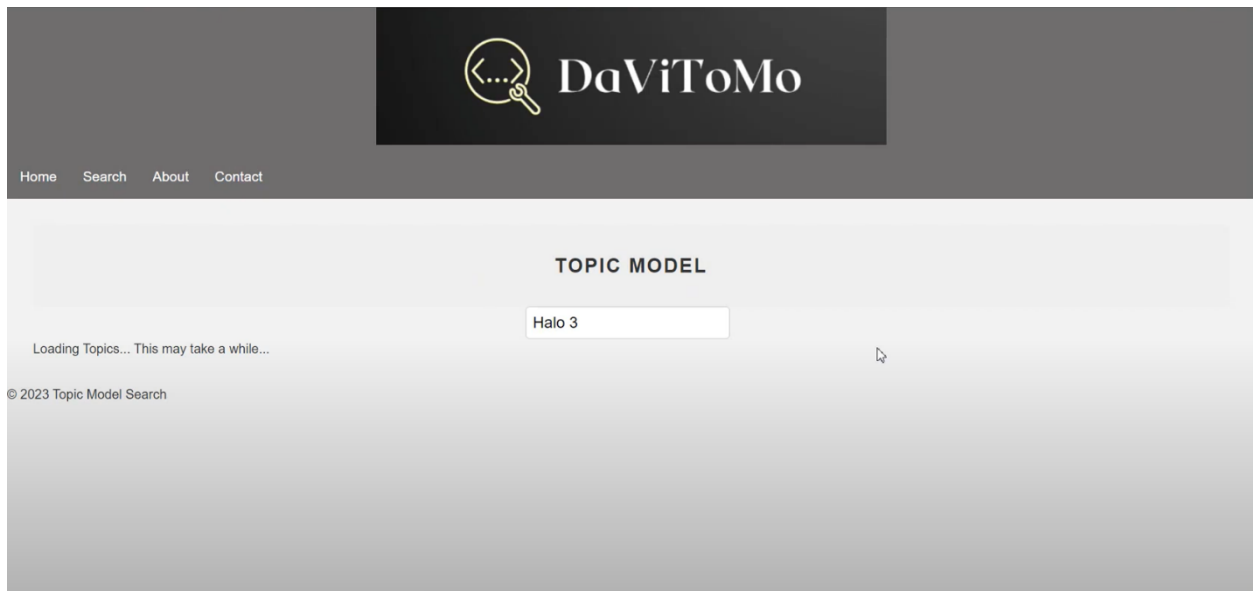 <...> DaViToMo
Home Search About Contact
TOPIC MODEL
Halo 3
Loading Topics... This may take a while...
© 2023 Topic Model Search